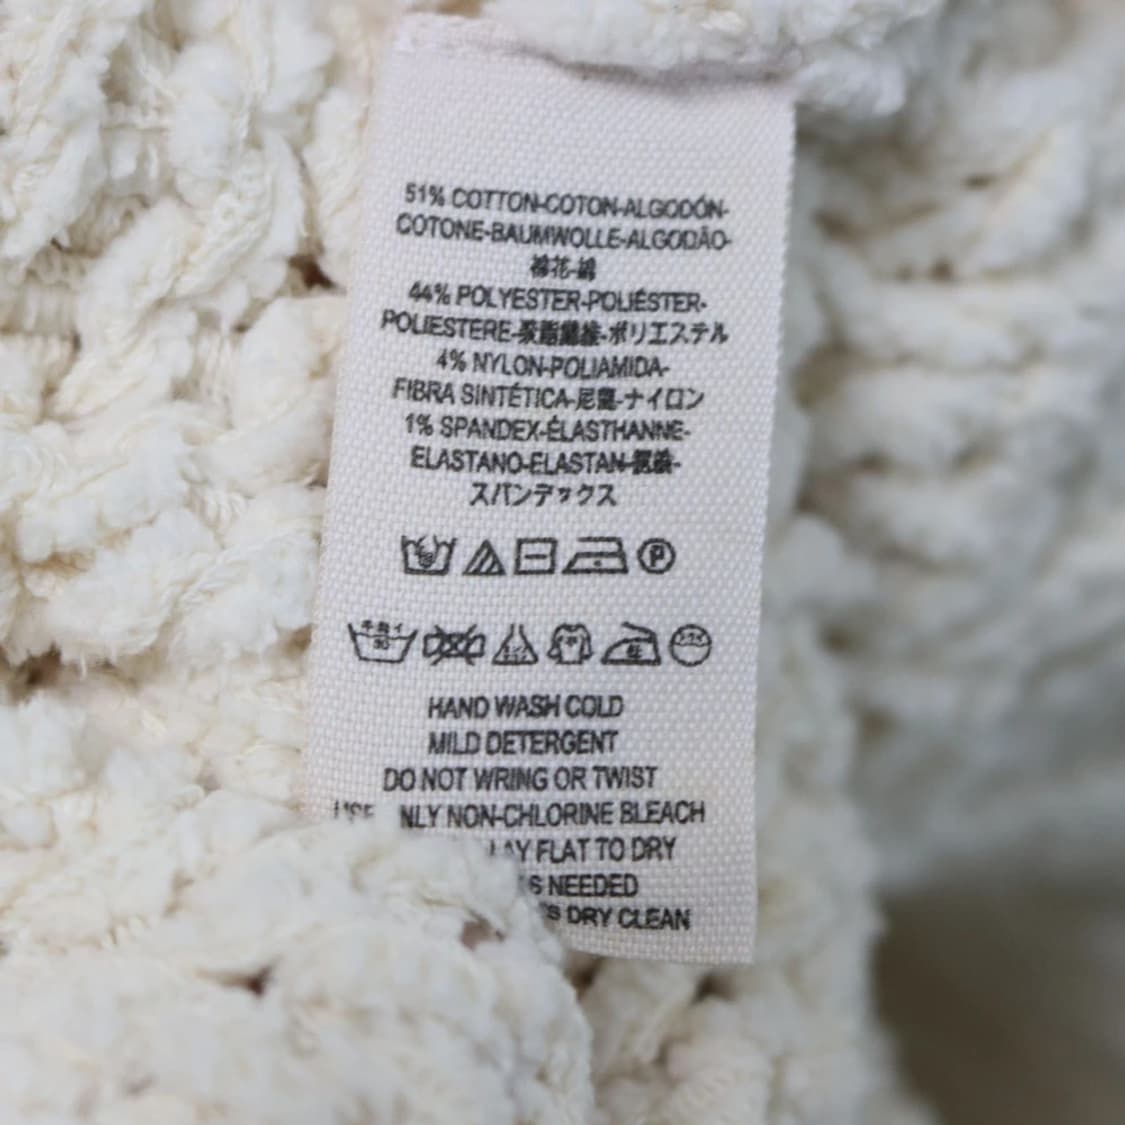 51% COTTON-COTON-ALGODÓN-
COTONE-BAUMWOLLE-ALGODÃO-
棉花-綿
44% POLYESTER-POLIÉSTER-
POLIESTERE-聚脂纖維-ポリエステル
4% NYLON-POLIAMIDA-
FIBRA SINTÉTICA-尼龍-ナイロン
1% SPANDEX-ÉLASTHANNE-
ELASTANO-ELASTAN-
スパンデックス
P
HAND WASH COLD
MILD DETERGENT
DO NOT WRING OR TWIST
USE ONLY NON-CHLORINE BLEACH
LAY FLAT TO DRY
NEEDED
DRY CLEAN